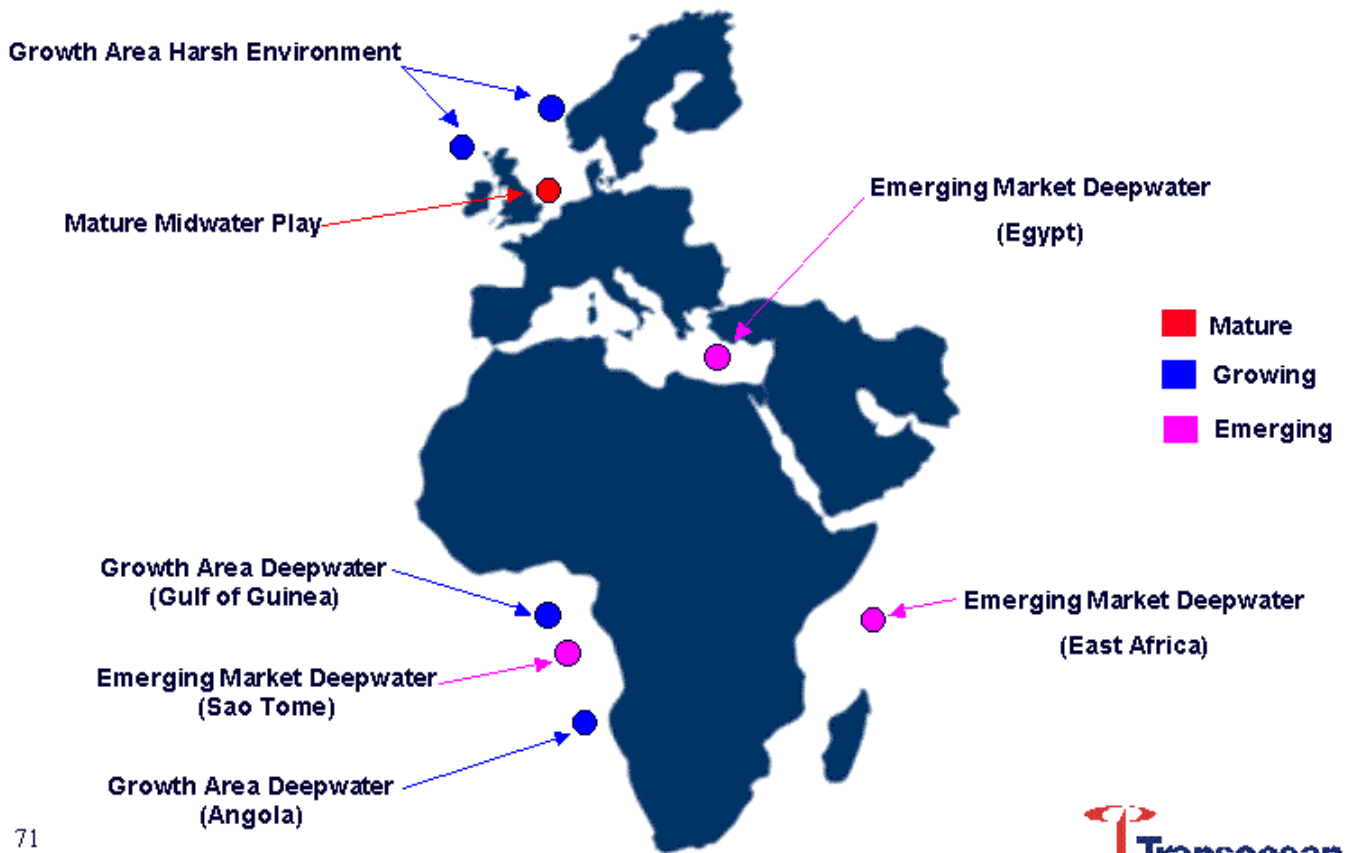 Growth Area Harsh Environment
Mature Midwater Play
Emerging Market Deepwater
(Egypt)
Mature
Growing
Emerging
Growth Area Deepwater
(Gulf of Guinea)
Emerging Market Deepwater
(East Africa)
Emerging Market Deepwater
(Sao Tome)
Growth Area Deepwater
(Angola)
71
Transocean